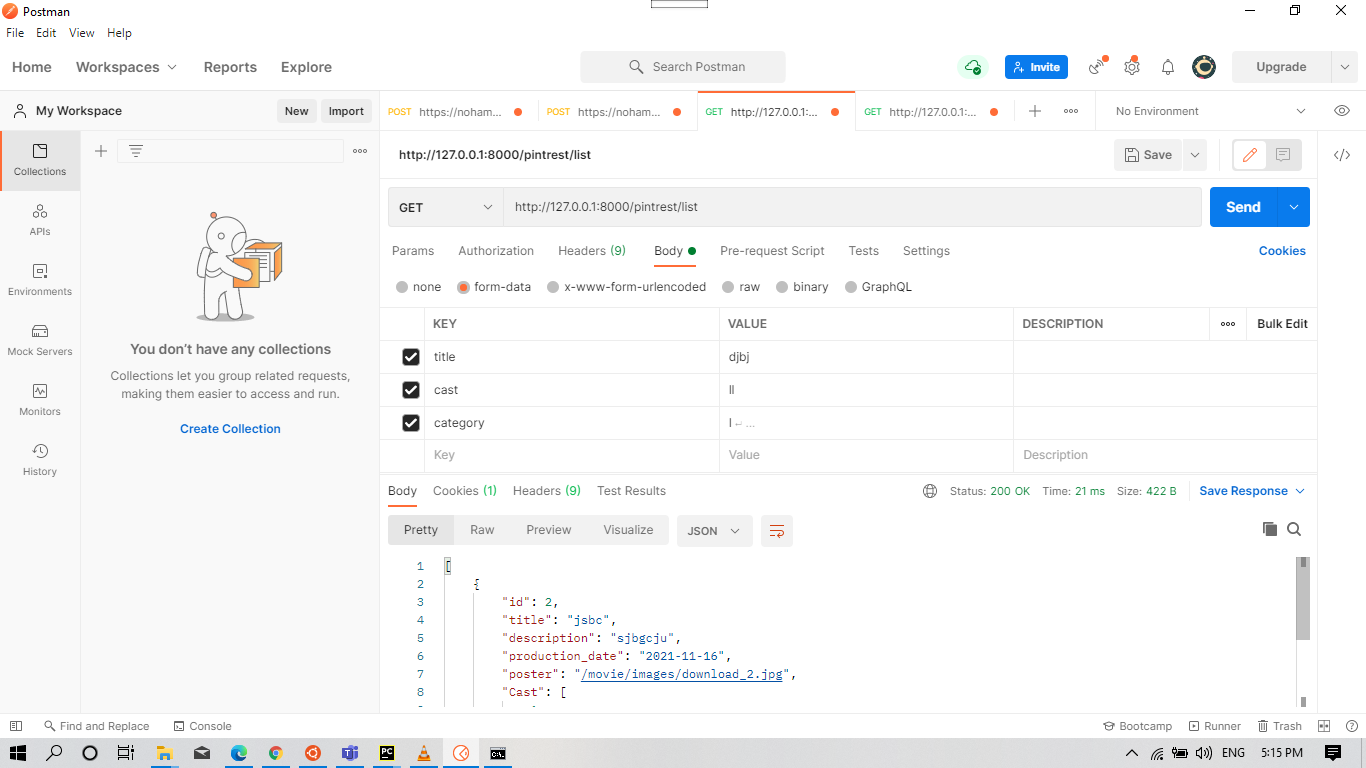 Postman
File Edit View Help
Home Workspaces Reports Explore Search Postman Invite Upgrade
My Workspace New Import
POST https://noham... POST https://noham... GET http://127.0.0.1:... GET http://127.0.0.1:... No Environment
Collections
APIs
Environments
Mock Servers
Monitors
History
You don't have any collections
Collections let you group related requests,
making them easier to access and run.
Create Collection
http://127.0.0.1:8000/pintrest/list Save
GET http://127.0.0.1:8000/pintrest/list Send
Params Authorization Headers (9) Body Pre-request Script Tests Settings Cookies
none form-data x-www-form-urlencoded raw binary GraphQL
KEY VALUE DESCRIPTION Bulk Edit
title djbj
cast ll
category l ↵ ...
Key Value Description
Body Cookies (1) Headers (9) Test Results Status: 200 OK Time: 21 ms Size: 422 B Save Response
Pretty Raw Preview Visualize JSON
1 [
2 {
3 "id": 2,
4 "title": "jsbc",
5 "description": "sjbgcju",
6 "production_date": "2021-11-16",
7 "poster": "/movie/images/download_2.jpg",
8 "Cast": [
Find and Replace Console Bootcamp Runner Trash
PC C:\ ENG 5:15 PM